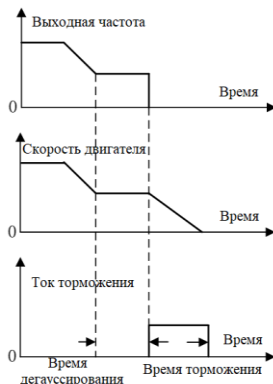 Выходная частота
0
Время
Скорость двигателя
0
Время
Ток торможения
Время
0
Время
дегауссирования
Время торможения